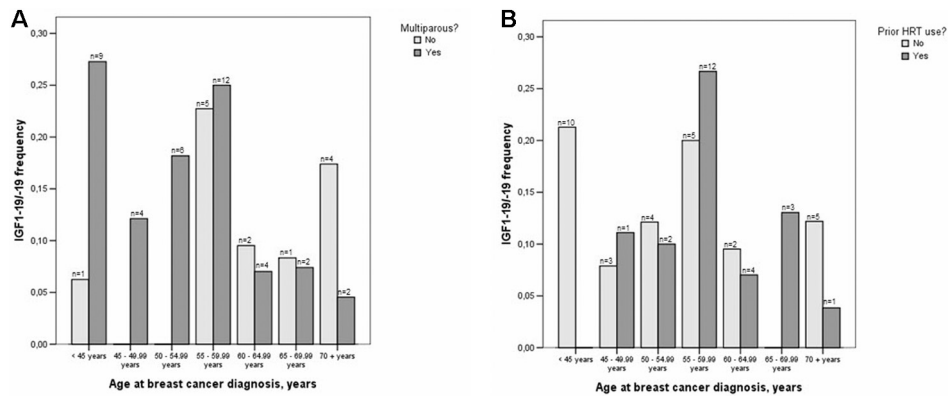 A
Multiparous?
No
Yes
IGF1-19/-19 frequency
0,30
0,25
0,20
0,15
0,10
0,05
0,00
n=1
n=9
n=4
n=6
n=5
n=12
n=2
n=4
n=1
n=2
n=4
n=2
< 45 years
45 - 49,99 years
50 - 54,99 years
55 - 59,99 years
60 - 64,99 years
65 - 69,99 years
70 + years
Age at breast cancer diagnosis, years
B
Prior HRT use?
No
Yes
IGF1-19/-19 frequency
0,30
0,25
0,20
0,15
0,10
0,05
0,00
n=10
n=3
n=1
n=4
n=2
n=5
n=12
n=2
n=4
n=3
n=5
n=1
< 45 years
45 - 49,99 years
50 - 54,99 years
55 - 59,99 years
60 - 64,99 years
65 - 69,99 years
70 + years
Age at breast cancer diagnosis, years